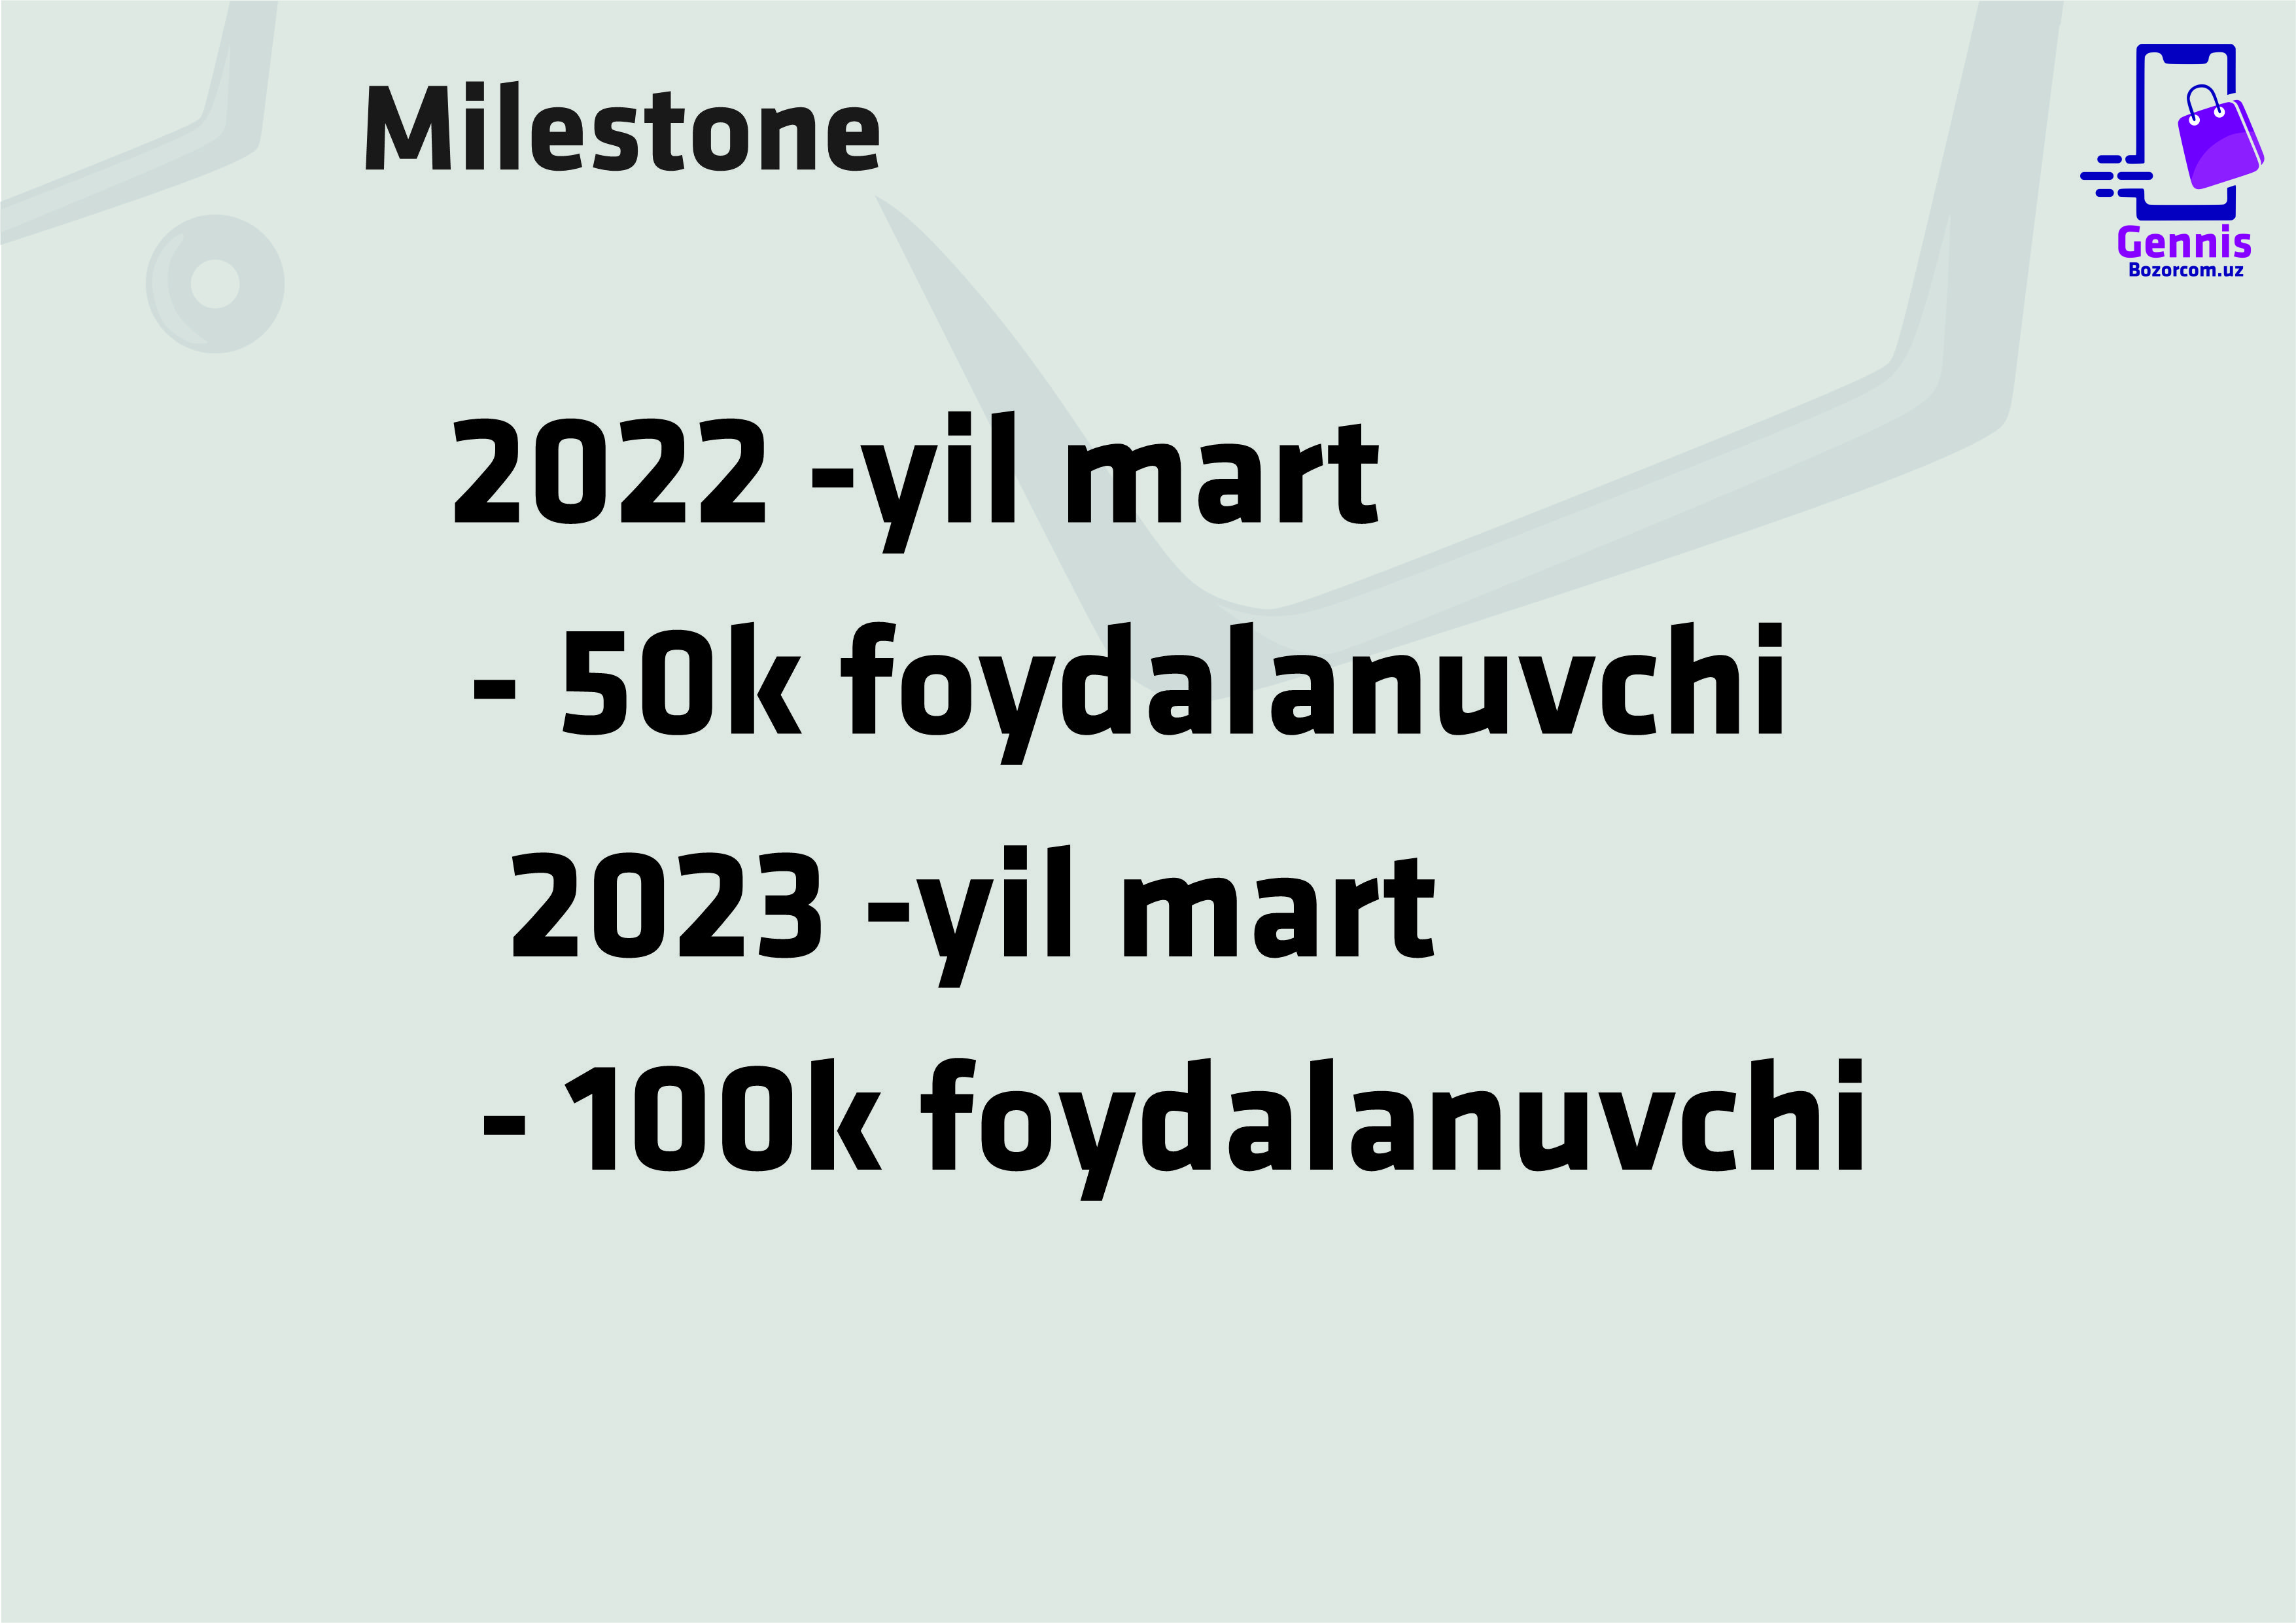 Milestone
Gennis
Bozorcom.uz
2022 -yil mart
- 50k foydalanuvchi
2023 -yil mart
- 100k foydalanuvchi